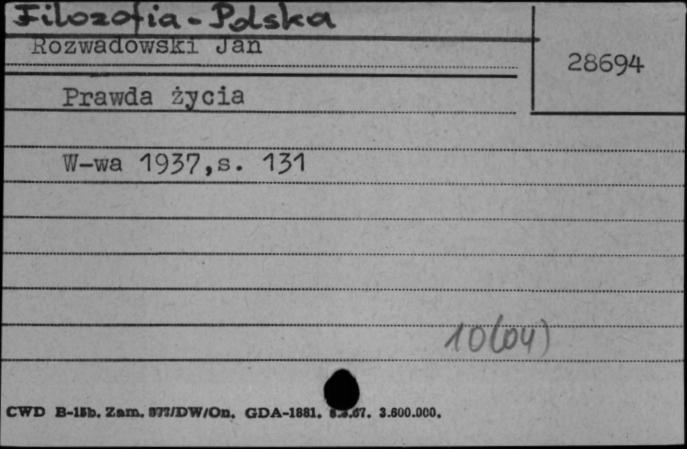 Filozofia - Polska
Rozwadowski Jan
28694
Prawda życia
W-wa 1937,s. 131
10(04)
CWD B-15b. Zam. 877/DW/On. GDA-1881. 67. 3.600.000.